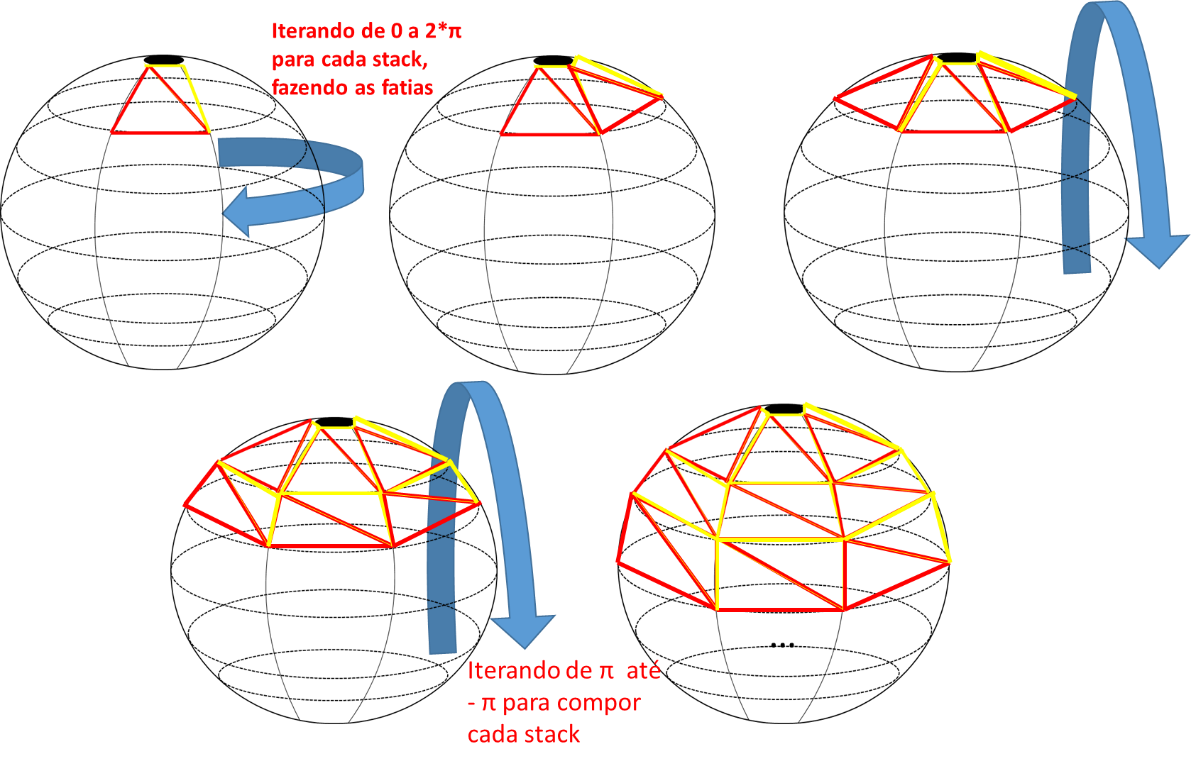 Iterando de 0 a 2*π
para cada stack,
fazendo as fatias
...
Iterando de π até
- π para compor
cada stack